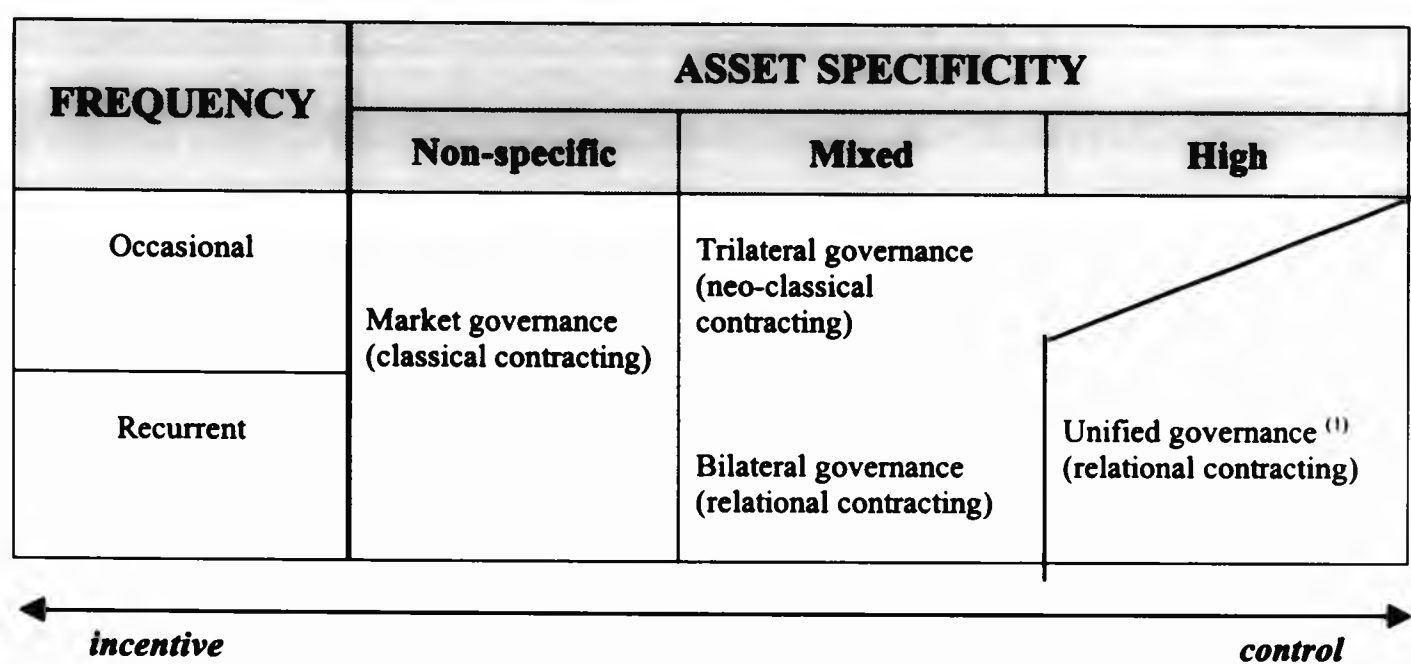 FREQUENCY
ASSET SPECIFICITY
Non-specific
Mixed
High
Occasional
Market governance
(classical contracting)
Trilateral governance
(neo-classical
contracting)
Recurrent
Bilateral governance
(relational contracting)
Unified governance (1)
(relational contracting)
incentive
control